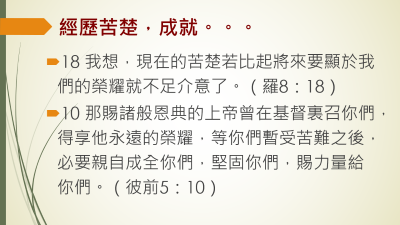 經歷苦楚，成就。。。
18 我想，現在的苦楚若比起將來要顯於我
們的榮耀就不足介意了。（羅8：18）
10 那賜諸般恩典的上帝曾在基督裏召你們，
得享他永遠的榮耀，等你們暫受苦難之後，
必要親自成全你們，堅固你們，賜力量給
你們。（彼前5：10）